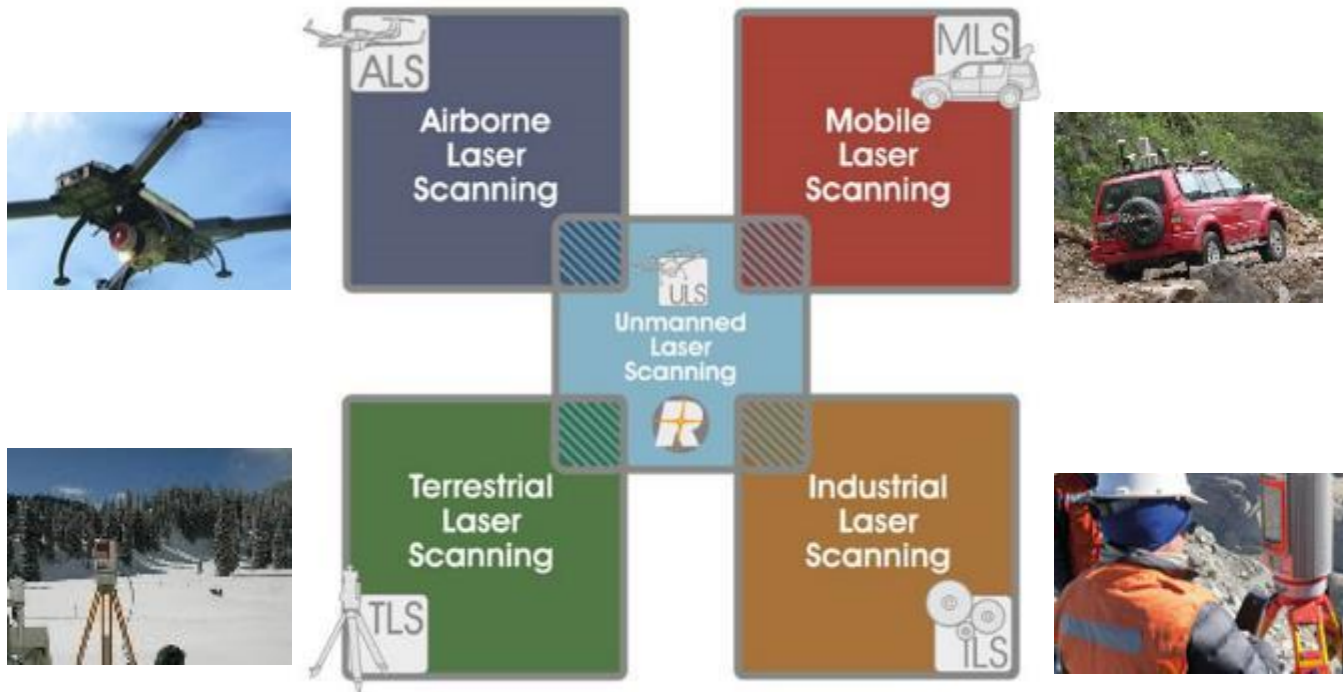 ALS
Airborne
Laser
Scanning
MLS
Mobile
Laser
Scanning
ULS
Unmanned
Laser
Scanning
R
Terrestrial
Laser
Scanning
TLS
Industrial
Laser
Scanning
iLS